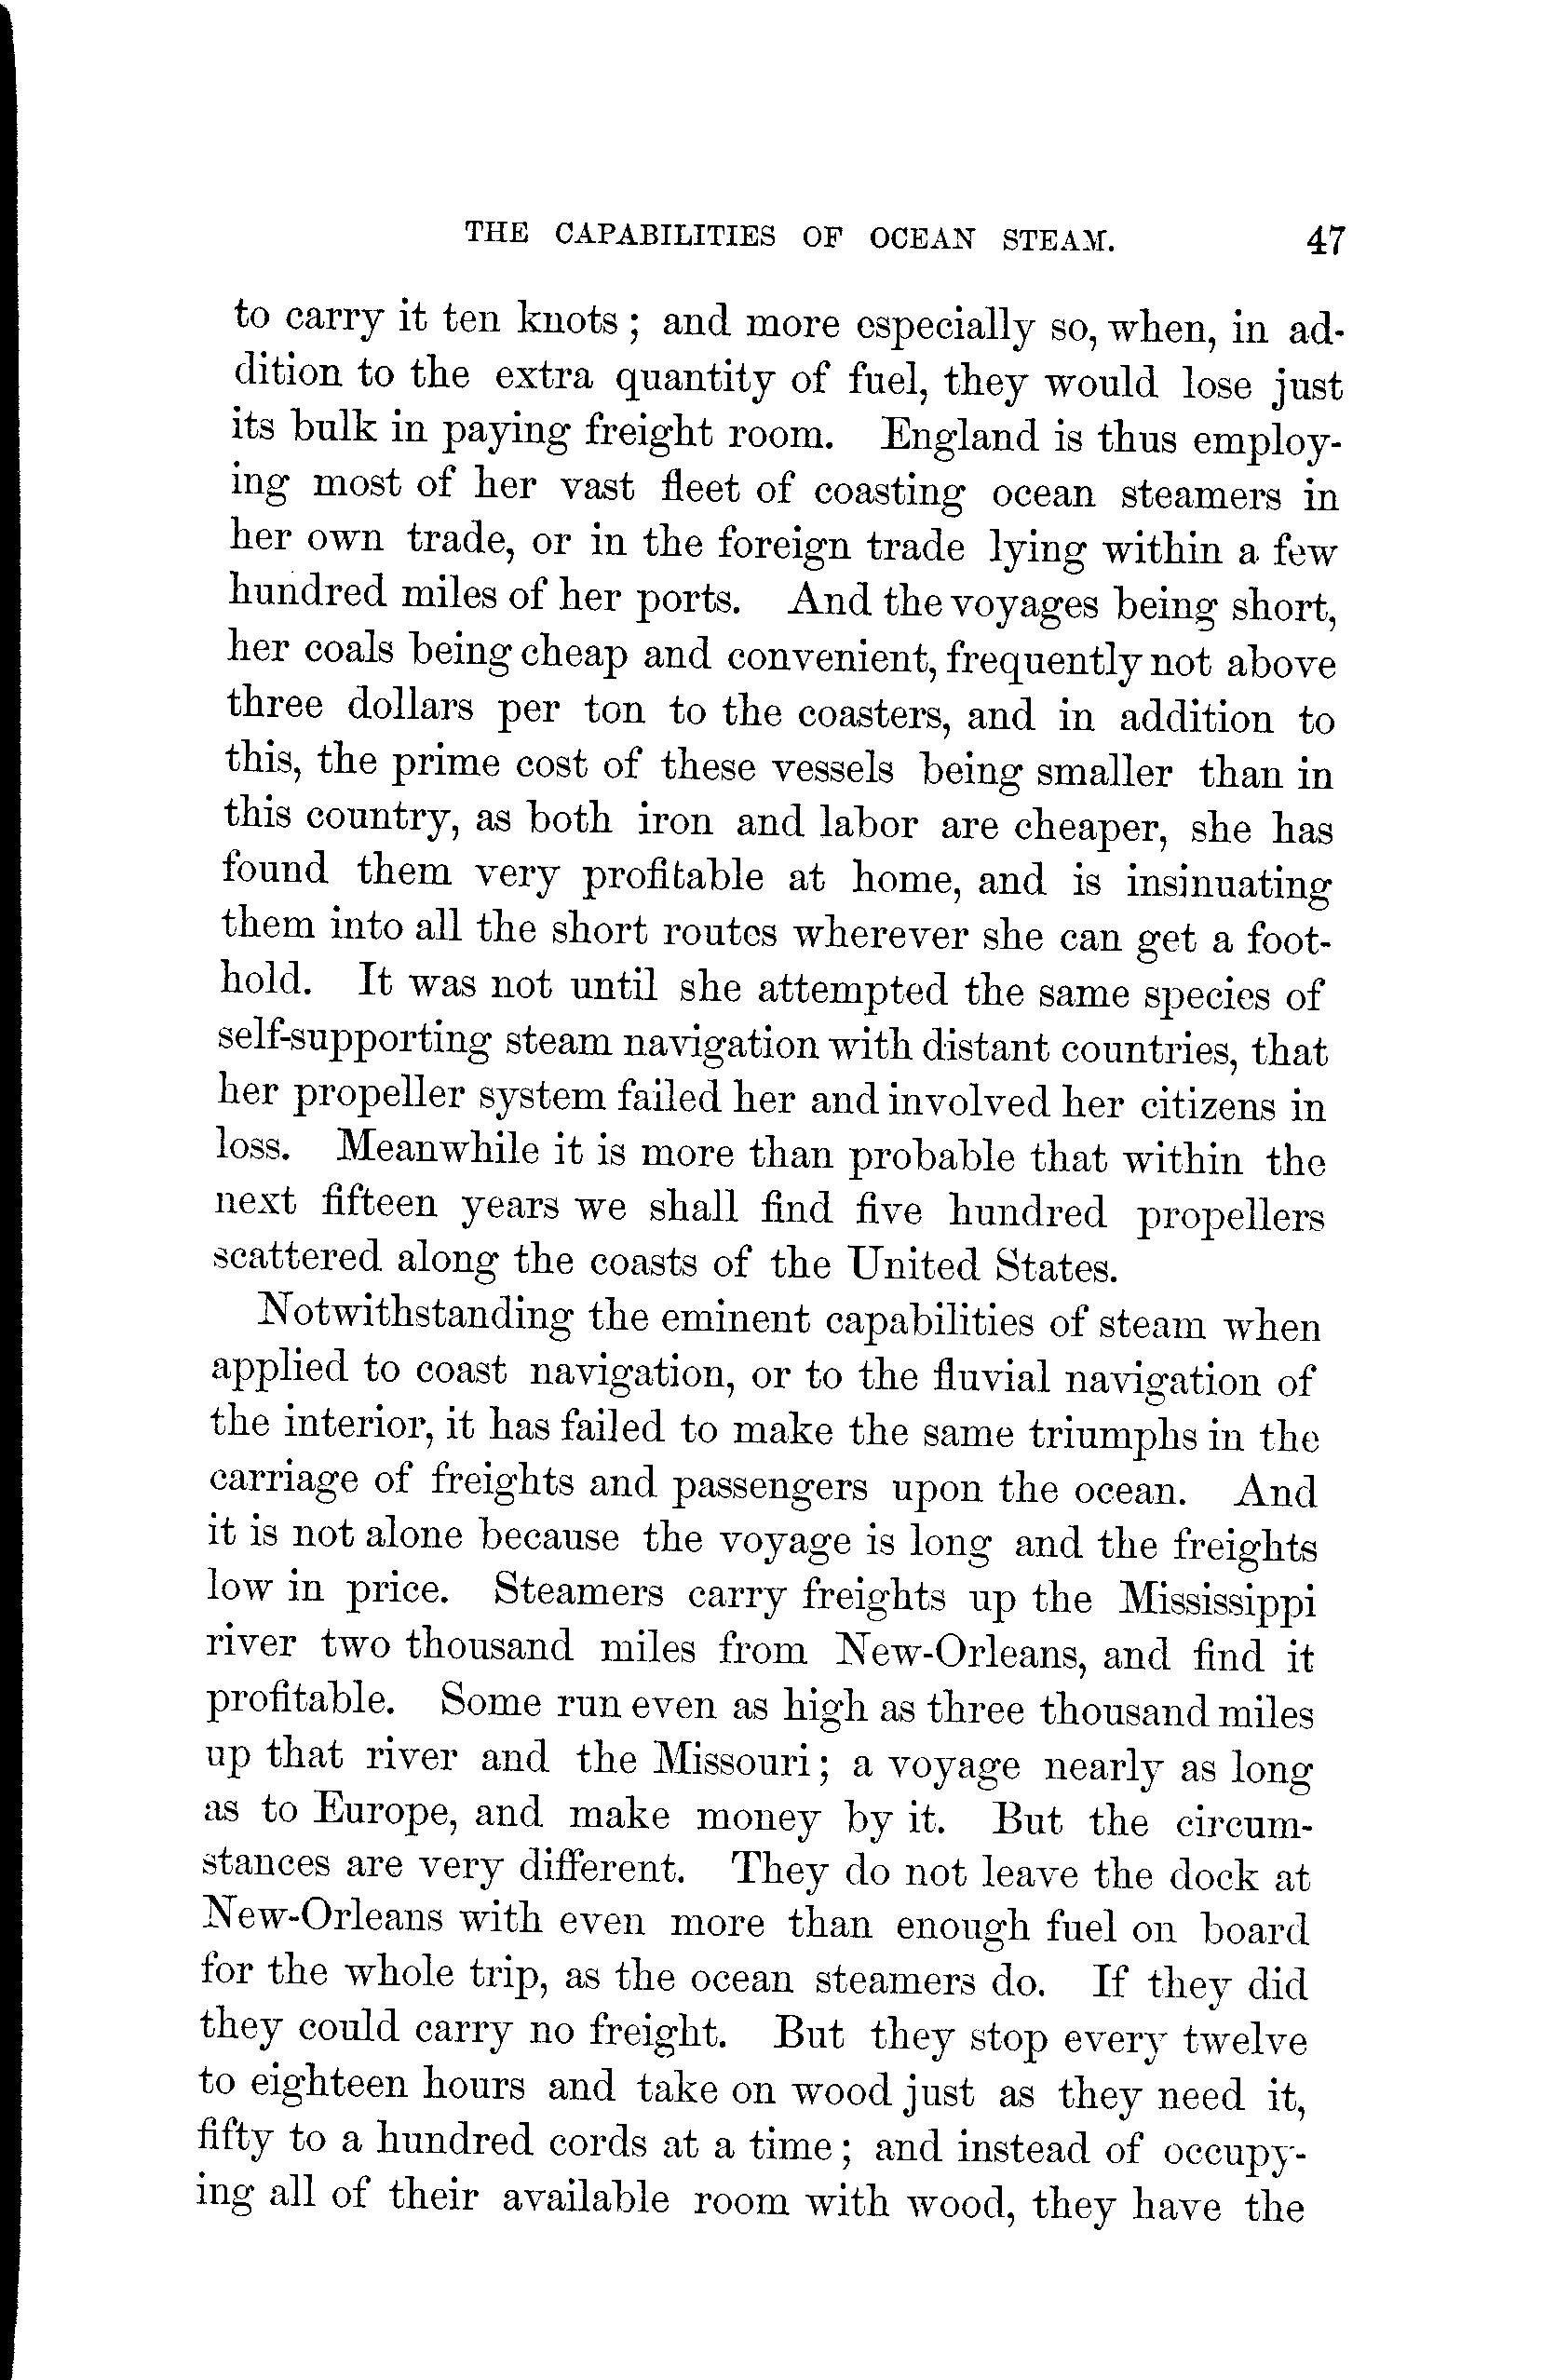 THE CAPABILITIES OF OCEAN STEAM. 47
to carry it ten knots; and more especially so, when, in ad-
dition to the extra quantity of fuel, they would lose just
its bulk in paying freight room. England is thus employ-
ing most of her vast fleet of coasting ocean steamers in
her own trade, or in the foreign trade lying within a few
hundred miles of her ports. And the voyages being short,
her coals being cheap and convenient, frequently not above
three dollars per ton to the coasters, and in addition to
this, the prime cost of these vessels being smaller than in
this country, as both iron and labor are cheaper, she has
found them very profitable at home, and is insinuating
them into all the short routes wherever she can get a foot-
hold. It was not until she attempted the same species of
self-supporting steam navigation with distant countries, that
her propeller system failed her and involved her citizens in
loss. Meanwhile it is more than probable that within the
next fifteen years we shall find five hundred propellers
scattered along the coasts of the United States.
Notwithstanding the eminent capabilities of steam when
applied to coast navigation, or to the fluvial navigation of
the interior, it has failed to make the same triumphs in the
carriage of freights and passengers upon the ocean. And
it is not alone because the voyage is long and the freights
low in price. Steamers carry freights up the Mississippi
river two thousand miles from New-Orleans, and find it
profitable. Some run even as high as three thousand miles
up that river and the Missouri; a voyage nearly as long
as to Europe, and make money by it. But the circum-
stances are very different. They do not leave the dock at
New-Orleans with even more than enough fuel on board
for the whole trip, as the ocean steamers do. If they did
they could carry no freight. But they stop every twelve
to eighteen hours and take on wood just as they need it,
fifty to a hundred cords at a time; and instead of occupy-
ing all of their available room with wood, they have the